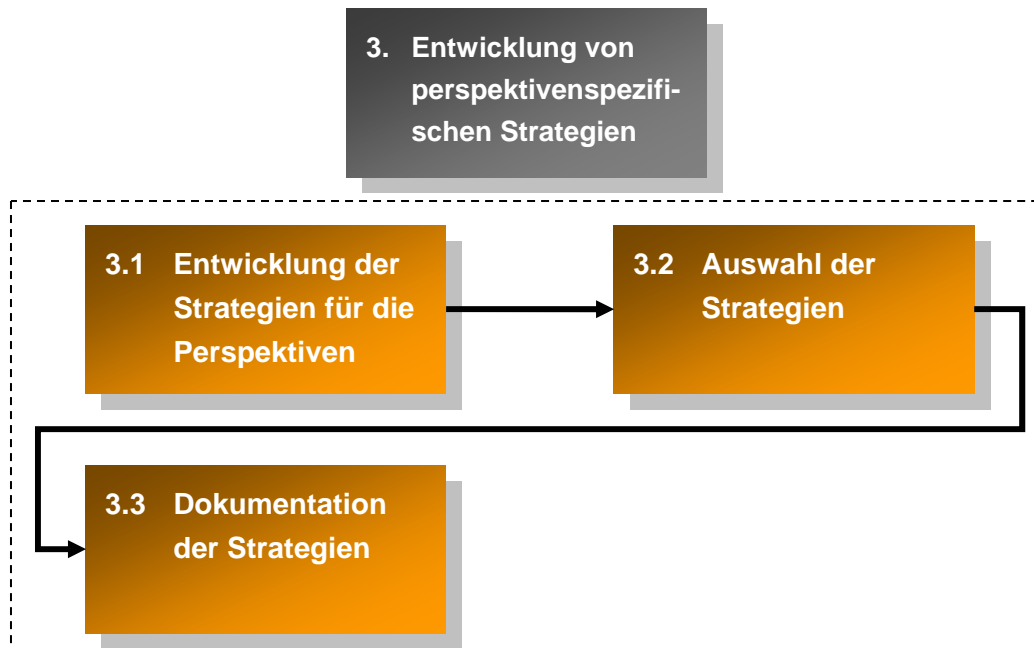 3. Entwicklung von
perspektivenspezifi-
schen Strategien
3.1 Entwicklung der
Strategien für die
Perspektiven
3.2 Auswahl der
Strategien
3.3 Dokumentation
der Strategien